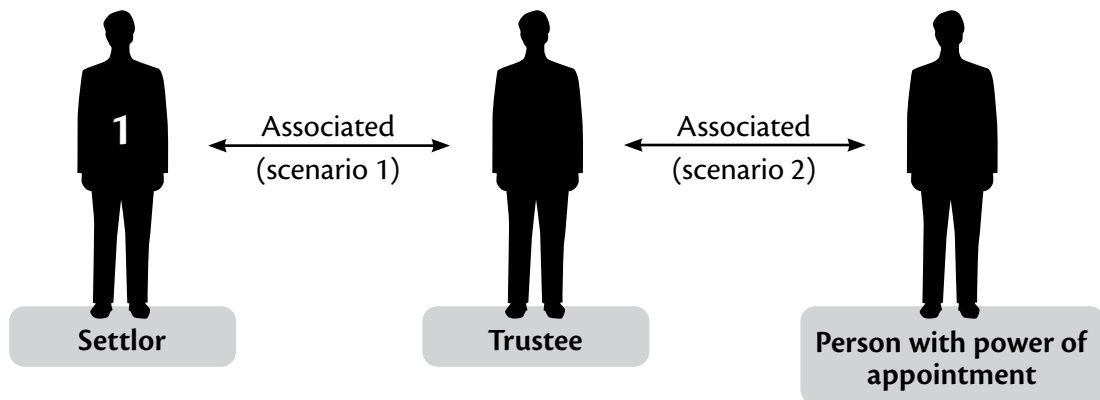 1
Associated
(scenario 1)
Associated
(scenario 2)
Settlor
Trustee
Person with power of
appointment